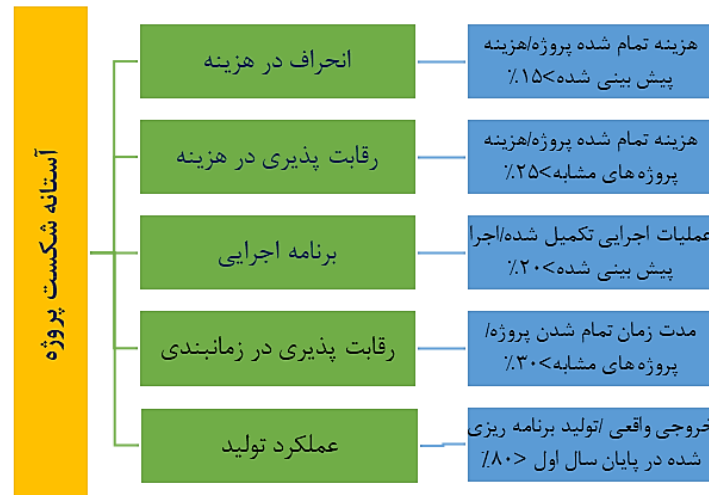 آستانه شکست پروژه
انحراف در هزینه
هزینه تمام شده پروژه/هزینه
پیش بینی شده>۱۵٪
رقابت پذیری در هزینه
هزینه تمام شده پروژه/هزینه
پروژه های مشابه>۲۵٪
برنامه اجرایی
عملیات اجرایی تکمیل شده/اجرا
پیش بینی شده>۲۰٪
رقابت پذیری در زمانبندی
مدت زمان تمام شدن پروژه/
پروژه های مشابه>۳۰٪
عملکرد تولید
خروجی واقعی /تولید برنامه ریزی
شده در پایان سال اول <۸۰٪